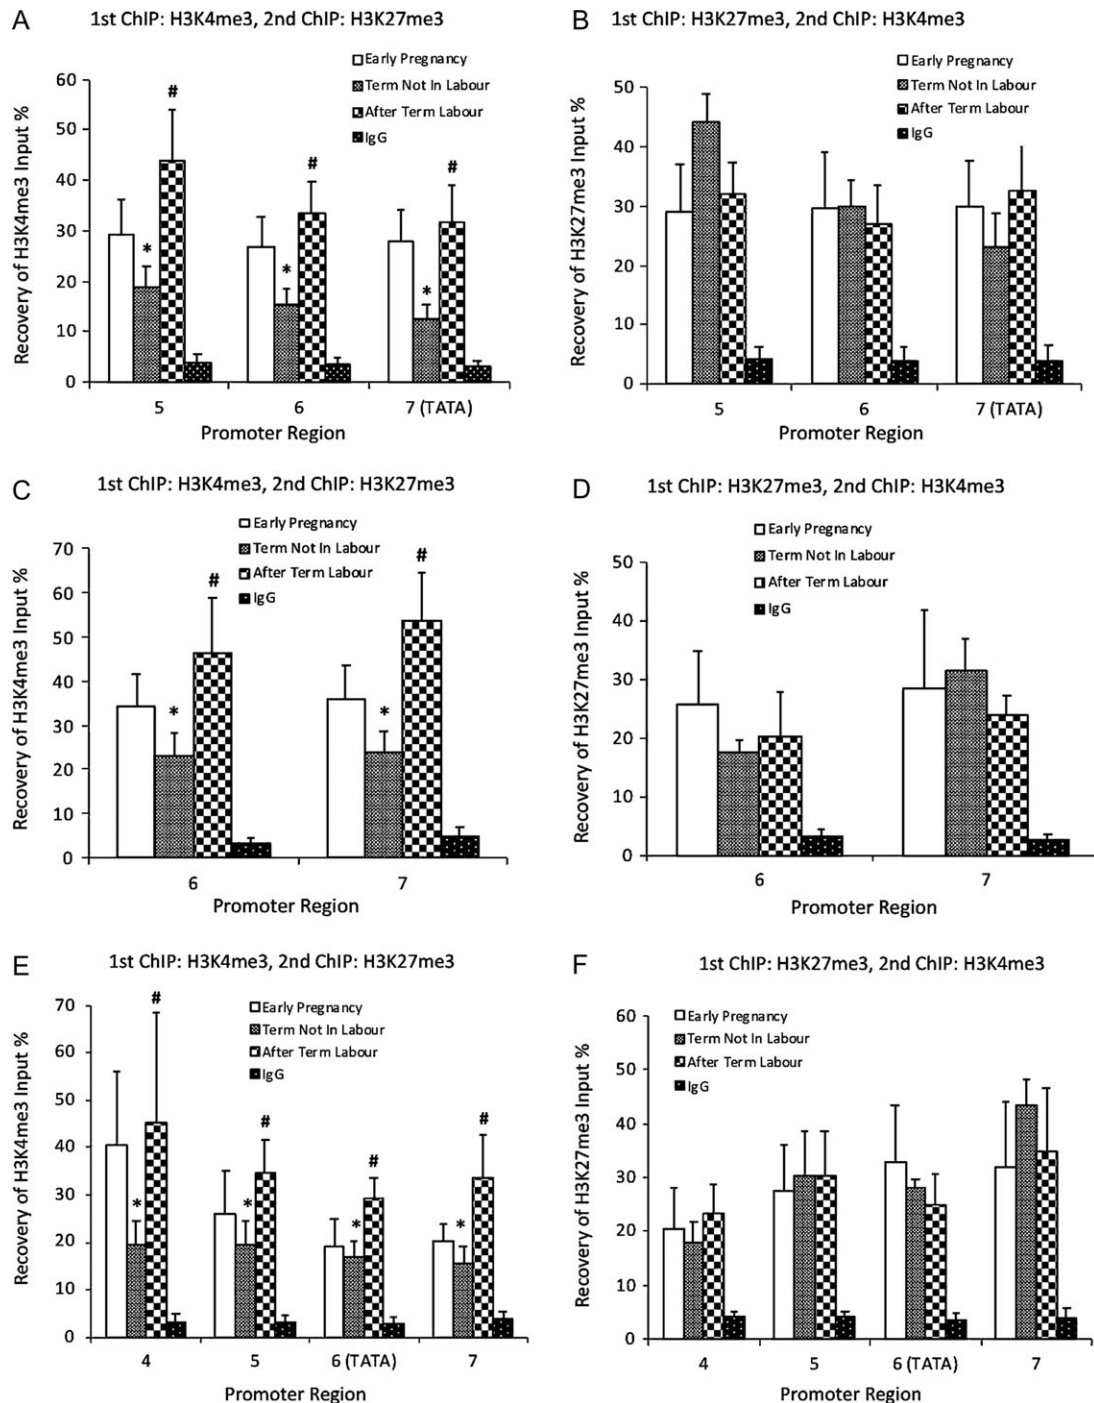 A
1st ChIP: H3K4me3, 2nd ChIP: H3K27me3
Early Pregnancy
Term Not In Labour
After Term Labour
IgG
Recovery of H3K4me3 Input %
60
50
40
30
20
10
0
* # * # * #
5 6 7 (TATA)
Promoter Region
B
1st ChIP: H3K27me3, 2nd ChIP: H3K4me3
Early Pregnancy
Term Not In Labour
After Term Labour
IgG
Recovery of H3K27me3 Input %
50
40
30
20
10
0
5 6 7 (TATA)
Promoter Region
C
1st ChIP: H3K4me3, 2nd ChIP: H3K27me3
Early Pregnancy
Term Not In Labour
After Term Labour
IgG
Recovery of H3K4me3 Input %
70
60
50
40
30
20
10
0
* # * #
6 7
Promoter Region
D
1st ChIP: H3K27me3, 2nd ChIP: H3K4me3
Early Pregnancy
Term Not In Labour
After Term Labour
IgG
Recovery of H3K27me3 Input %
50
40
30
20
10
0
6 7
Promoter Region
E
1st ChIP: H3K4me3, 2nd ChIP: H3K27me3
Early Pregnancy
Term Not In Labour
After Term Labour
IgG
Recovery of H3K4me3 Input %
70
60
50
40
30
20
10
0
* # * # * # * #
4 5 6 (TATA) 7
Promoter Region
F
1st ChIP: H3K27me3, 2nd ChIP: H3K4me3
Early Pregnancy
Term Not In Labour
After Term Labour
IgG
Recovery of H3K27me3 Input %
60
50
40
30
20
10
0
4 5 6 (TATA) 7
Promoter Region